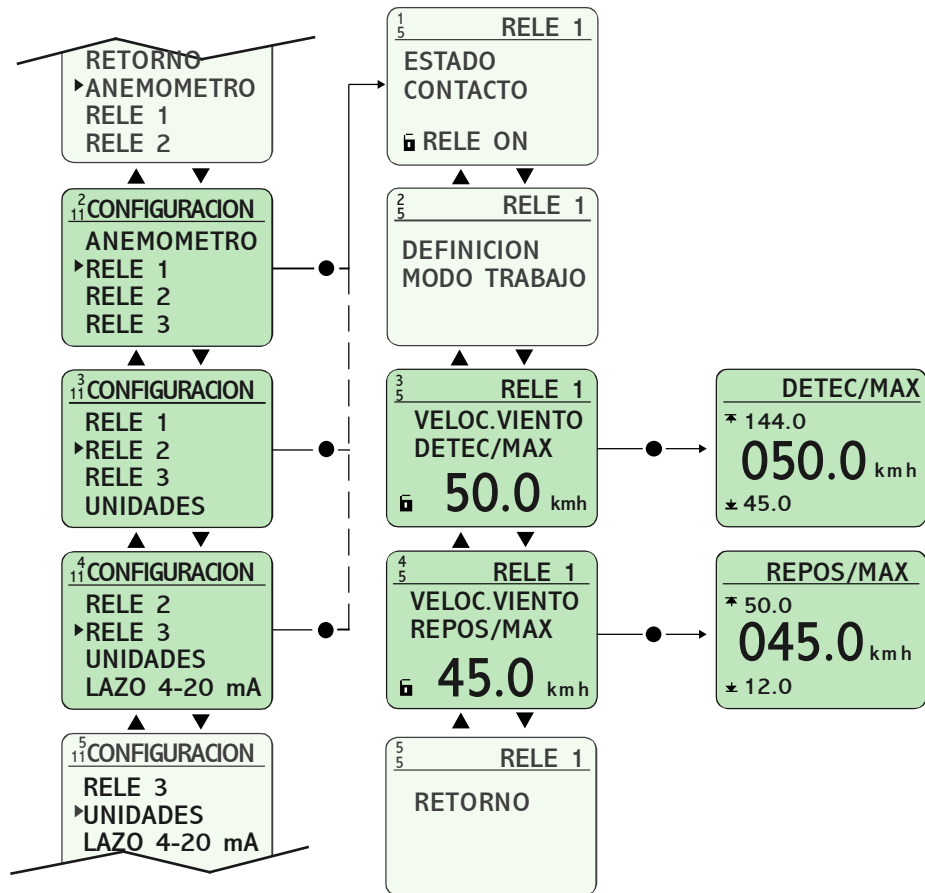 RETORNO
ANEMOMETRO
RELE 1
RELE 2
2
11 CONFIGURACION
ANEMOMETRO
RELE 1
RELE 2
RELE 3
3
11 CONFIGURACION
RELE 1
RELE 2
RELE 3
UNIDADES
4
11 CONFIGURACION
RELE 2
RELE 3
UNIDADES
LAZO 4-20 mA
5
11 CONFIGURACION
RELE 3
UNIDADES
LAZO 4-20 mA
1
5 RELE 1
ESTADO
CONTACTO
RELE ON
2
5 RELE 1
DEFINICION
MODO TRABAJO
3
5 RELE 1
VELOC.VIENTO
DETEC/MAX
50.0 kmh
4
5 RELE 1
VELOC.VIENTO
REPOS/MAX
45.0 kmh
5
5 RELE 1
RETORNO
DETEC/MAX
144.0
050.0 kmh
45.0
REPOS/MAX
50.0
045.0 kmh
12.0